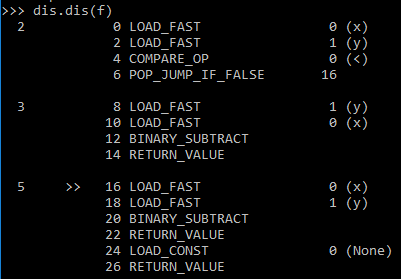 >>> dis.dis(f)
2 0 LOAD_FAST 0 (x)
2 LOAD_FAST 1 (y)
4 COMPARE_OP 0 (<)
6 POP_JUMP_IF_FALSE 16
3 8 LOAD_FAST 1 (y)
10 LOAD_FAST 0 (x)
12 BINARY_SUBTRACT
14 RETURN_VALUE
5 >> 16 LOAD_FAST 0 (x)
18 LOAD_FAST 1 (y)
20 BINARY_SUBTRACT
22 RETURN_VALUE
24 LOAD_CONST 0 (None)
26 RETURN_VALUE